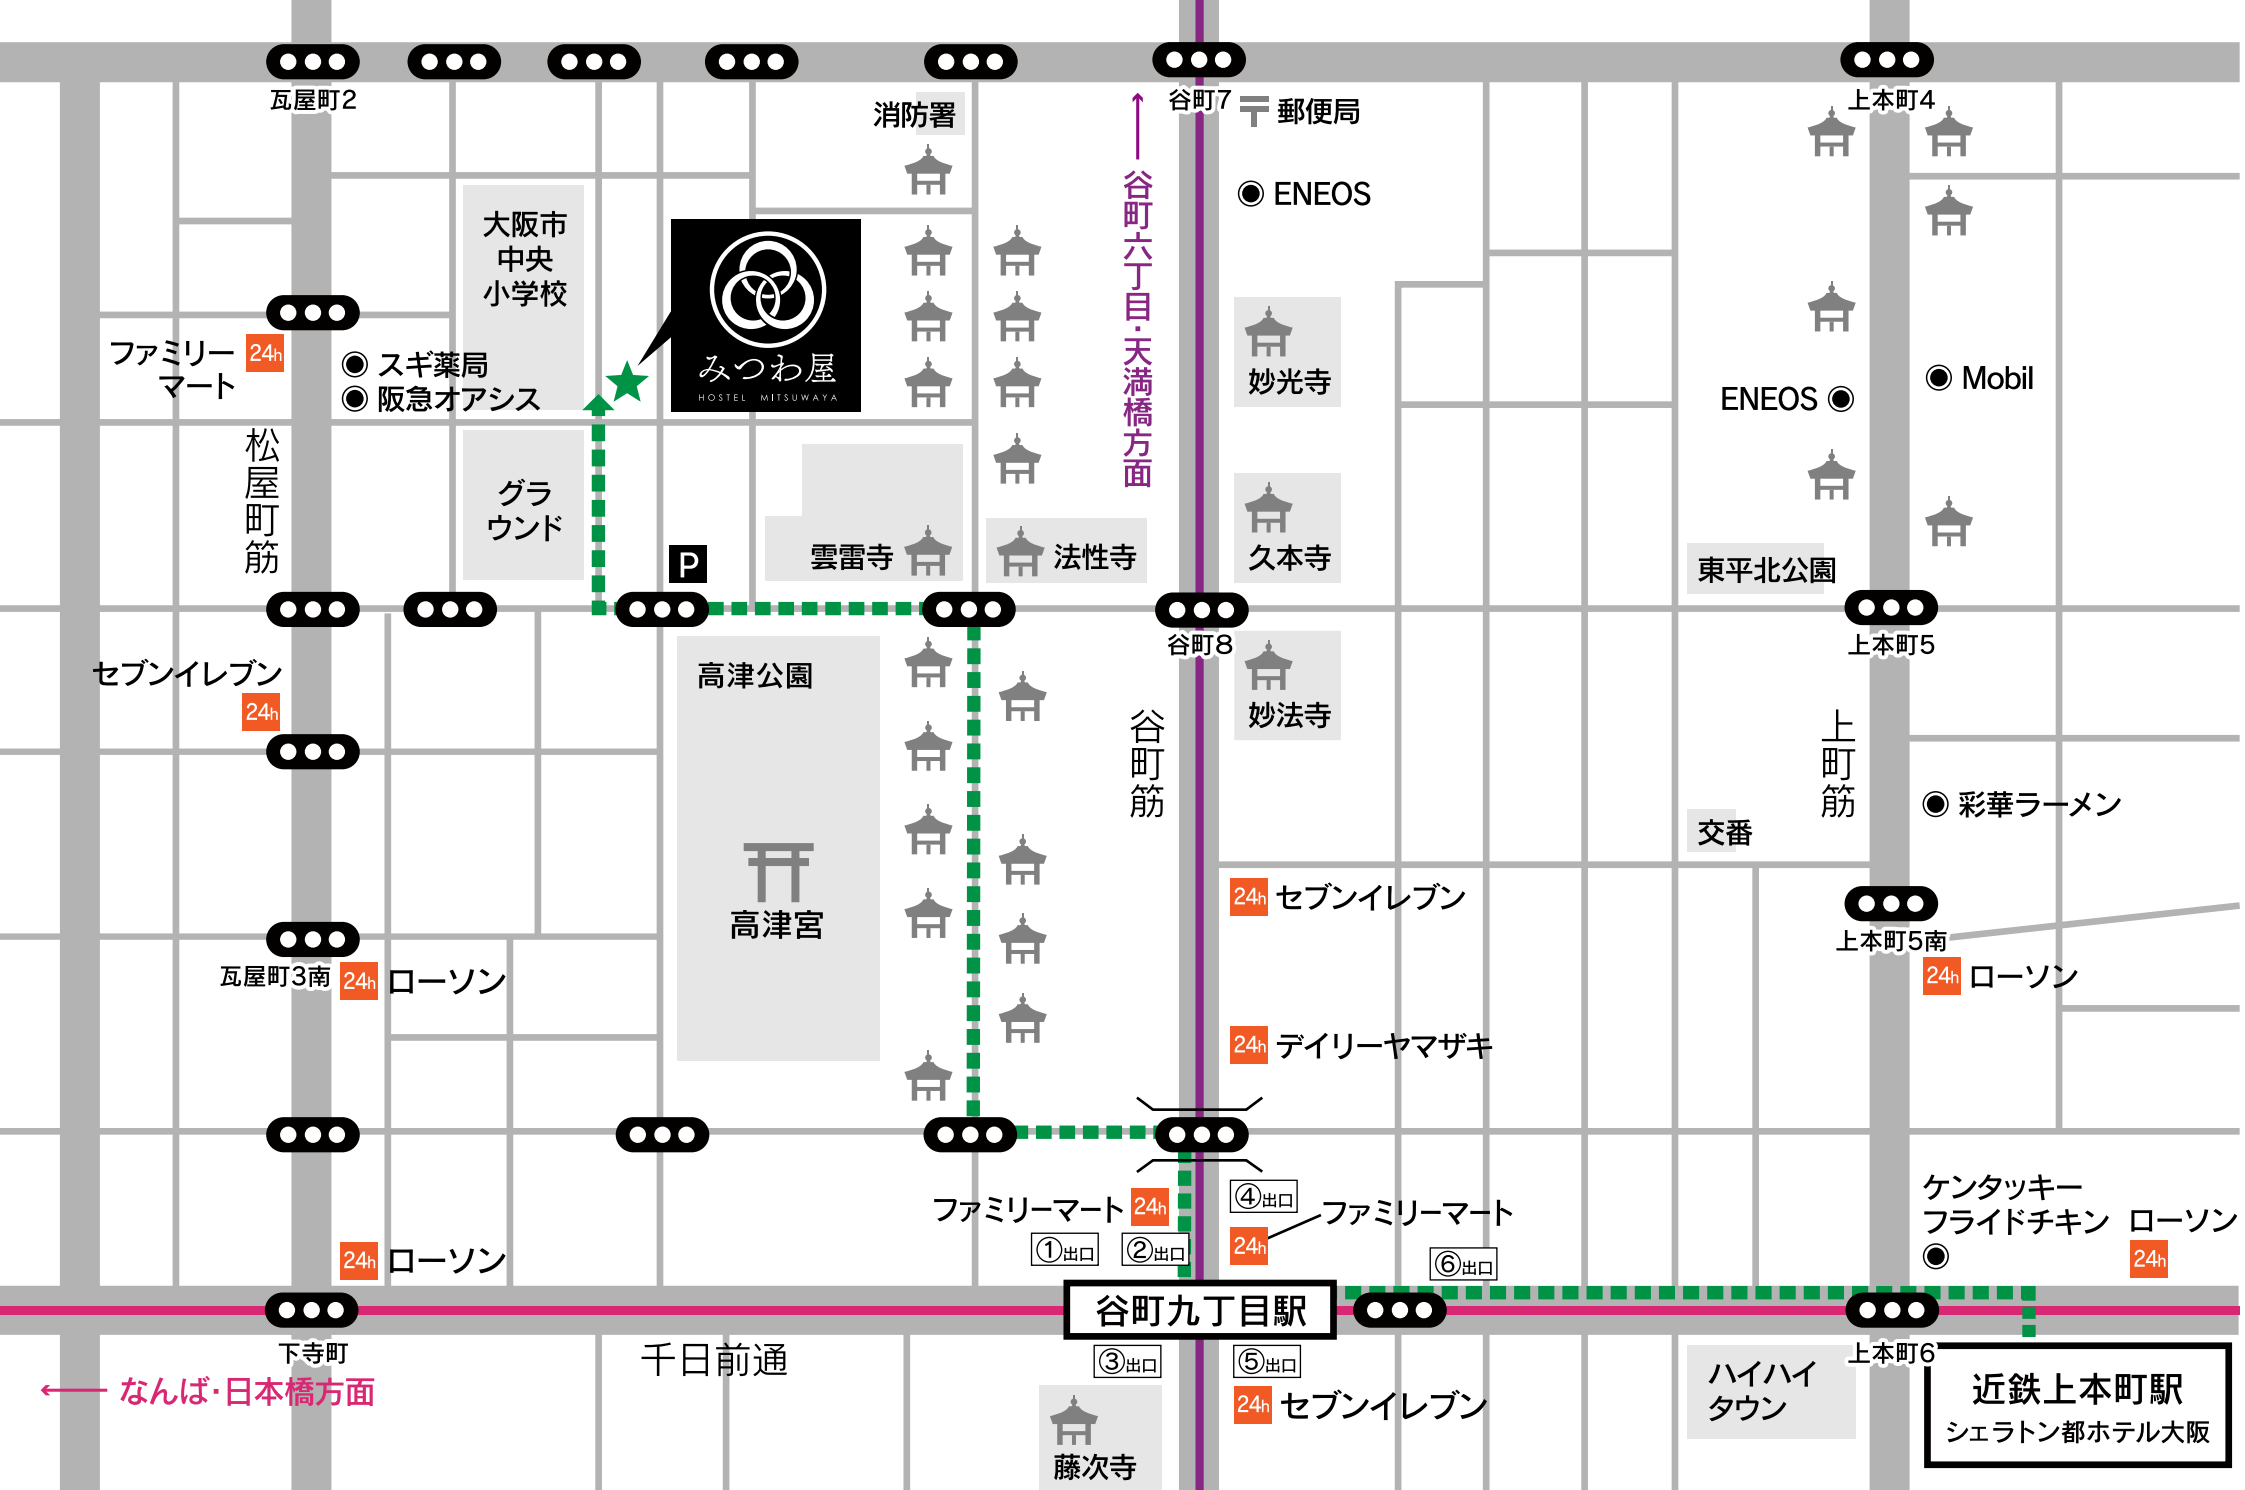 瓦屋町2
谷町7
上本町4
消防署
郵便局
谷町六丁目・天満橋方面
ENEOS
大阪市
中央
小学校
みつわ屋
HOSTEL MITSUWAYA
ファミリー
マート
24h
スギ薬局
阪急オアシス
妙光寺
ENEOS
Mobil
松屋町筋
グラ
ウンド
P
雲雷寺
法性寺
久本寺
東平北公園
谷町8
上本町5
セブンイレブン
24h
高津公園
妙法寺
谷町筋
上町筋
彩華ラーメン
交番
高津宮
24h
セブンイレブン
瓦屋町3南
24h
ローソン
上本町5南
24h
ローソン
24h
デイリーヤマザキ
ファミリーマート
24h
④出口
24h
ファミリーマート
ケンタッキー
フライドチキン
ローソン
24h
①出口
②出口
⑥出口
24h
ローソン
谷町九丁目駅
下寺町
千日前通
③出口
⑤出口
上本町6
なんば・日本橋方面
24h
セブンイレブン
ハイハイ
タウン
近鉄上本町駅
シェラトン都ホテル大阪
藤次寺